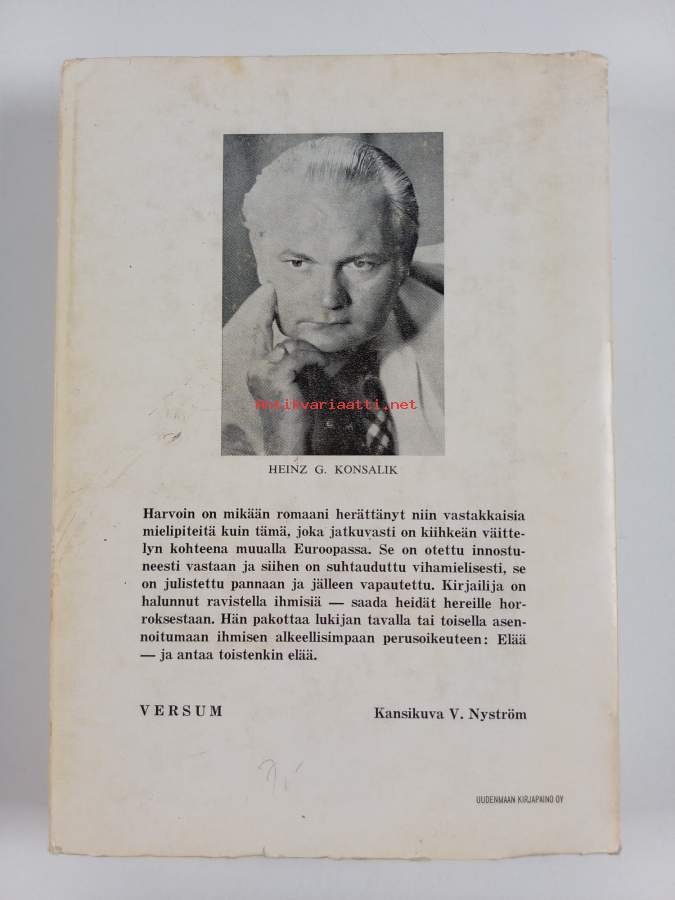 Antikvariaatti.net
HEINZ G. KONSALIK
Harvoin on mikään romaani herättänyt niin vastakkaisia
mielipiteitä kuin tämä, joka jatkuvasti on kiihkeän väitte-
lyn kohteena muualla Euroopassa. Se on otettu innostu-
neesti vastaan ja siihen on suhtauduttu vihamielisesti, se
on julistettu pannaan ja jälleen vapautettu. Kirjailija on
halunnut ravistella ihmisiä — saada heidät hereille hor-
roksestaan. Hän pakottaa lukijan tavalla tai toisella asen-
noitumaan ihmisen alkeellisimpaan perusoikeuteen: Elää
— ja antaa toistenkin elää.
VERSUM Kansikuva V. Nyström
UUDENMAAN KIRJAPAINO OY